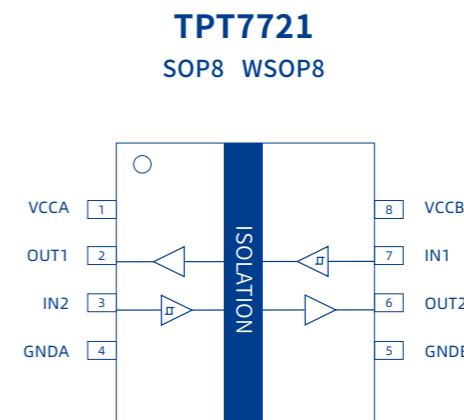 TPT7721
SOP8 WSOP8
VCCA 1 8 VCCB
OUT1 2 7 IN1
ISOLATION
IN2 3 6 OUT2
GNDA 4 5 GNDB